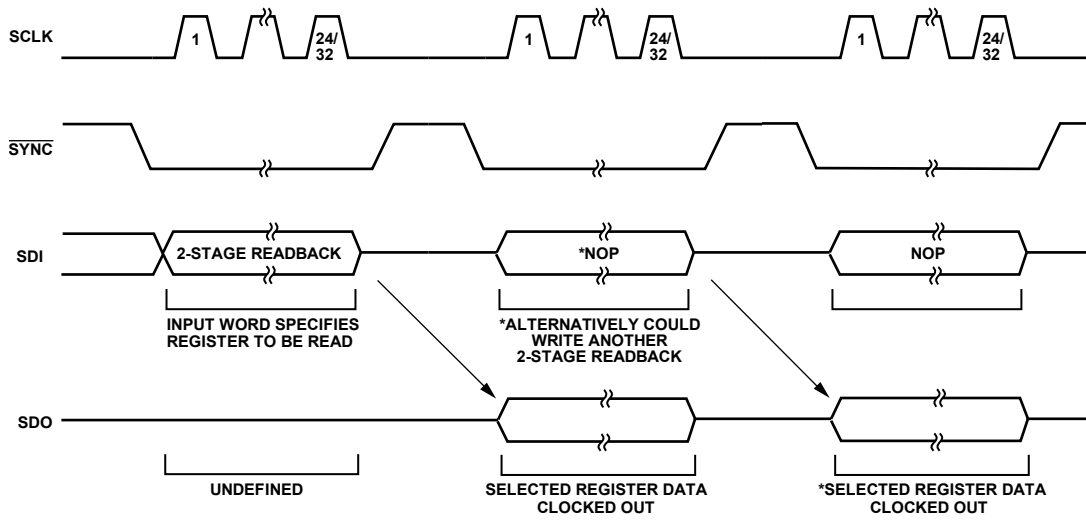 SCLK
1
24/
32
1
24/
32
1
24/
32
SYNC
SDI
2-STAGE READBACK
*NOP
NOP
INPUT WORD SPECIFIES
REGISTER TO BE READ
*ALTERNATIVELY COULD
WRITE ANOTHER
2-STAGE READBACK
SDO
UNDEFINED
SELECTED REGISTER DATA
CLOCKED OUT
*SELECTED REGISTER DATA
CLOCKED OUT